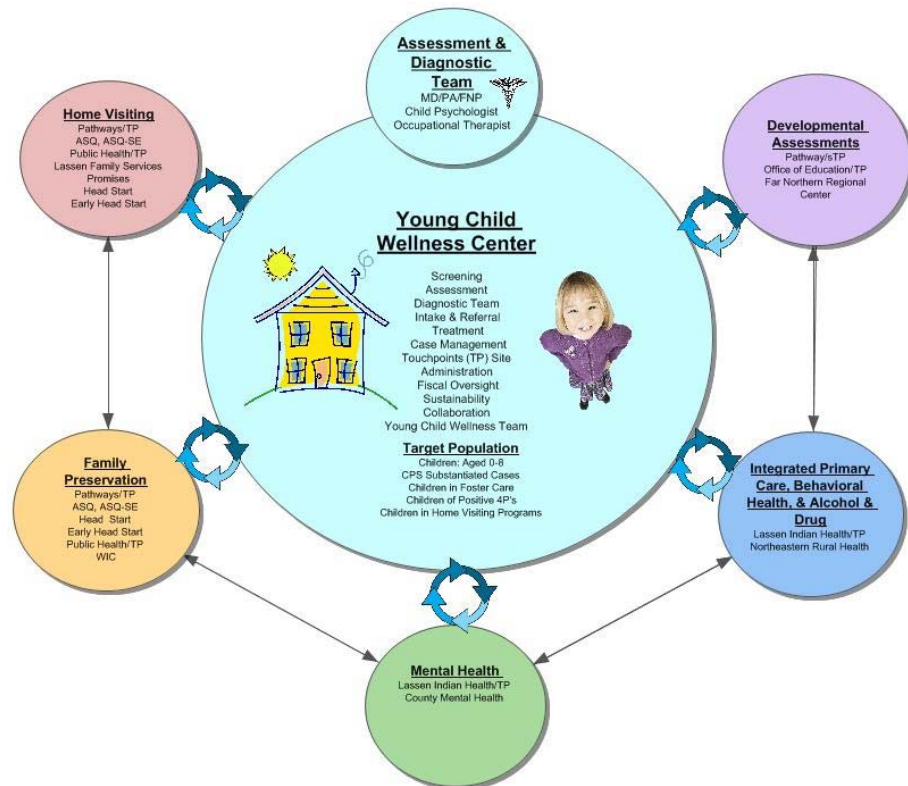 Assessment &
Diagnostic
Team
MD/PA/FNP
Child Psychologist
Occupational Therapist
Home Visiting
Pathways/TP
ASQ, ASQ-SE
Public Health/TP
Lassen Family Services
Promises
Head Start
Early Head Start
Developmental
Assessments
Pathway/sTP
Office of Education/TP
Far Northern Regional
Center
Young Child
Wellness Center
Screening
Assessment
Diagnostic Team
Intake & Referral
Treatment
Case Management
Touchpoints (TP) Site
Administration
Fiscal Oversight
Sustainability
Collaboration
Young Child Wellness Team
Target Population
Children: Aged 0-8
CPS Substantiated Cases
Children in Foster Care
Children of Positive 4P's
Children in Home Visiting Programs
Family
Preservation
Pathways/TP
ASQ, ASQ-SE
Head Start
Early Head Start
Public Health/TP
WIC
Integrated Primary
Care, Behavioral
Health, & Alcohol &
Drug
Lassen Indian Health/TP
Northeastern Rural Health
Mental Health
Lassen Indian Health/TP
County Mental Health